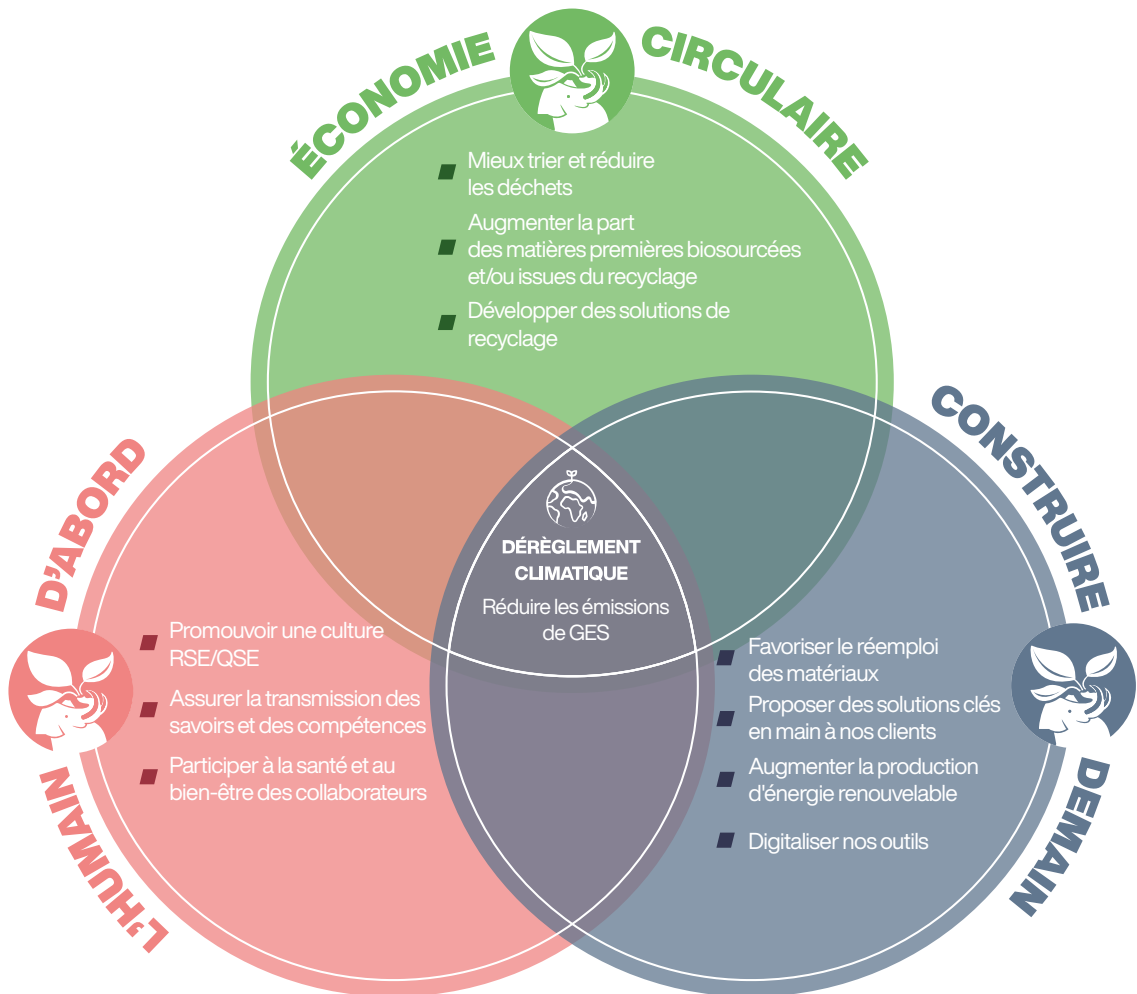 ÉCONOMIE CIRCULAIRE
Mieux trier et réduire
les déchets
Augmenter la part
des matières premières biosourcées
et/ou issues du recyclage
Développer des solutions de
recyclage
DÉRÈGLEMENT
CLIMATIQUE
Réduire les émissions
de GES
L'HUMAIN D'ABORD
Promouvoir une culture
RSE/QSE
Assurer la transmission des
savoirs et des compétences
Participer à la santé et au
bien-être des collaborateurs
CONSTRUIRE DEMAIN
Favoriser le réemploi
des matériaux
Proposer des solutions clés
en main à nos clients
Augmenter la production
d'énergie renouvelable
Digitaliser nos outils